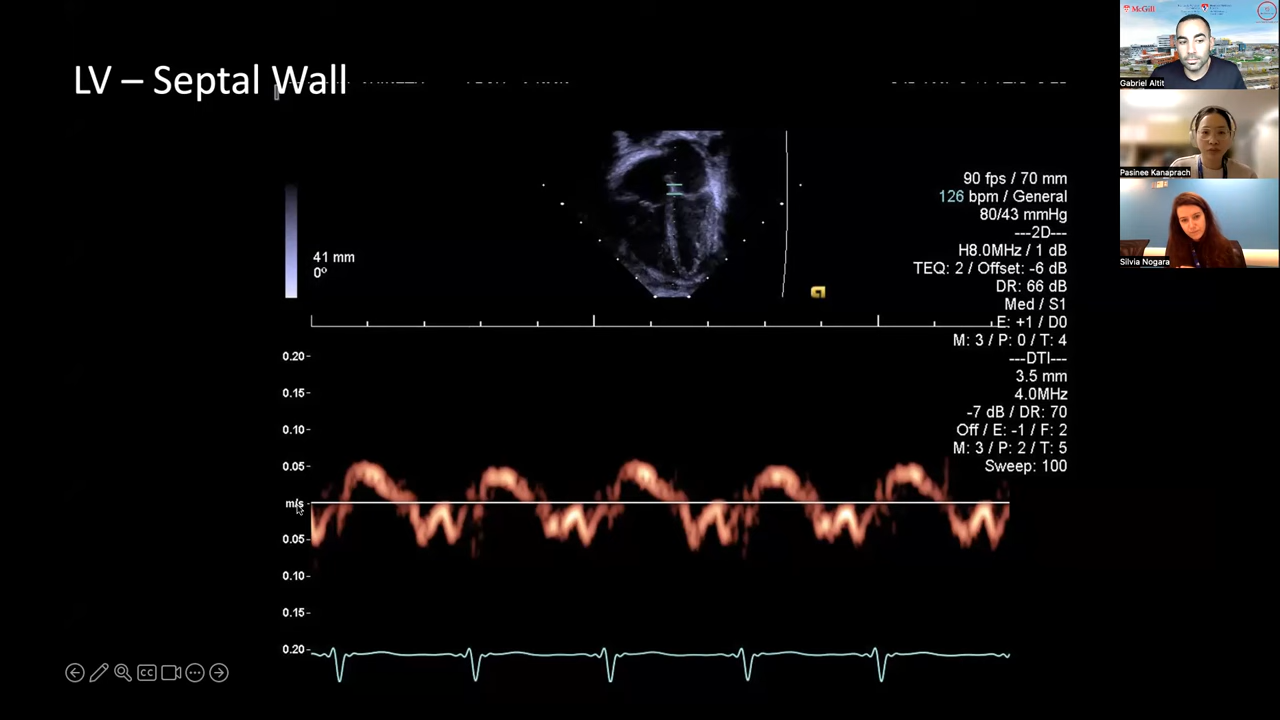 LV – Septal Wall
90 fps / 70 mm
126 bpm / General
80/43 mmHg
---2D---
H8.0MHz / 1 dB
TEQ: 2 / Offset: -6 dB
DR: 66 dB
Med / S1
E: +1 / D0
M: 3 / P: 0 / T: 4
---DTI---
3.5 mm
4.0MHz
-7 dB / DR: 70
Off / E: -1 / F: 2
M: 3 / P: 2 / T: 5
Sweep: 100
41 mm
0º
0.20
0.15
0.10
0.05
m/s
0.05
0.10
0.15
0.20
CC
McGill
Gabriel Altit
Pasinee Kanaprach
Silvia Nogara